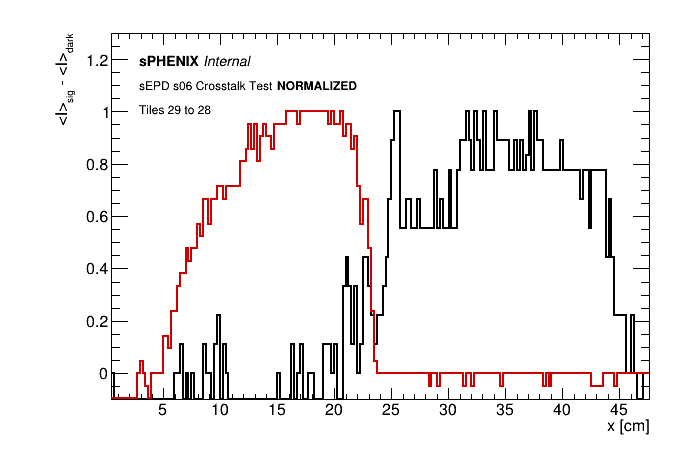 <I>sig - <I>dark
sPHENIX Internal
sEPD s06 Crosstalk Test NORMALIZED
Tiles 29 to 28
1.2
1
0.8
0.6
0.4
0.2
0
5 10 15 20 25 30 35 40 45
x [cm]